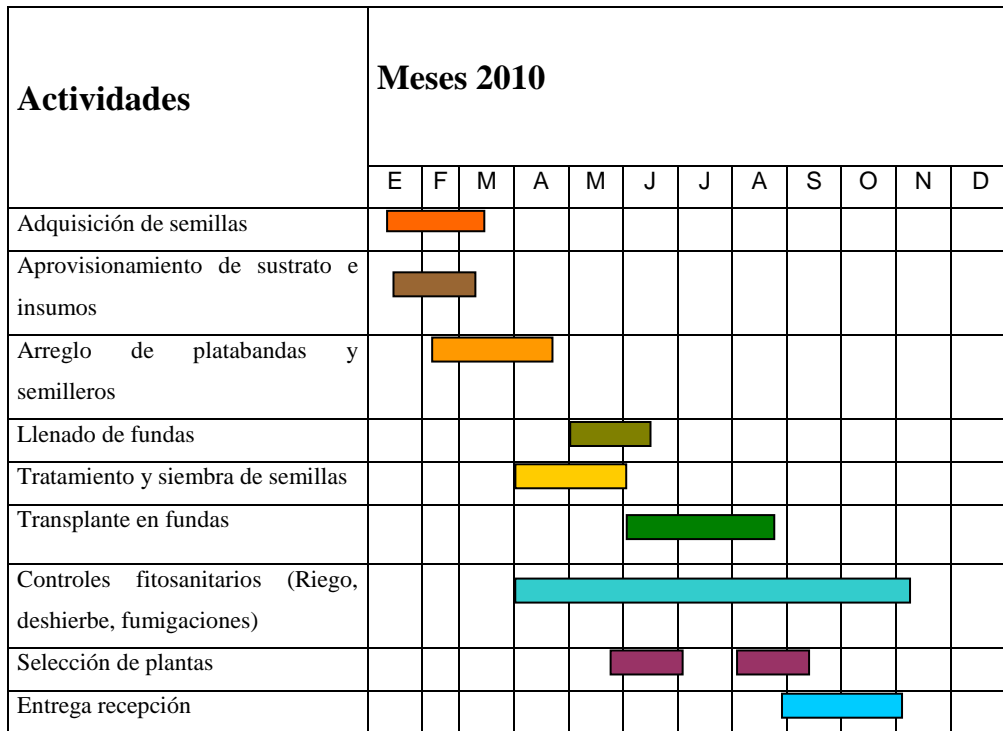 Actividades
Meses 2010
E F M A M J J A S O N D
Adquisición de semillas
Aprovisionamiento de sustrato e
insumos
Arreglo de platabandas y
semilleros
Llenado de fundas
Tratamiento y siembra de semillas
Transplante en fundas
Controles fitosanitarios (Riego,
deshierbe, fumigaciones)
Selección de plantas
Entrega recepción